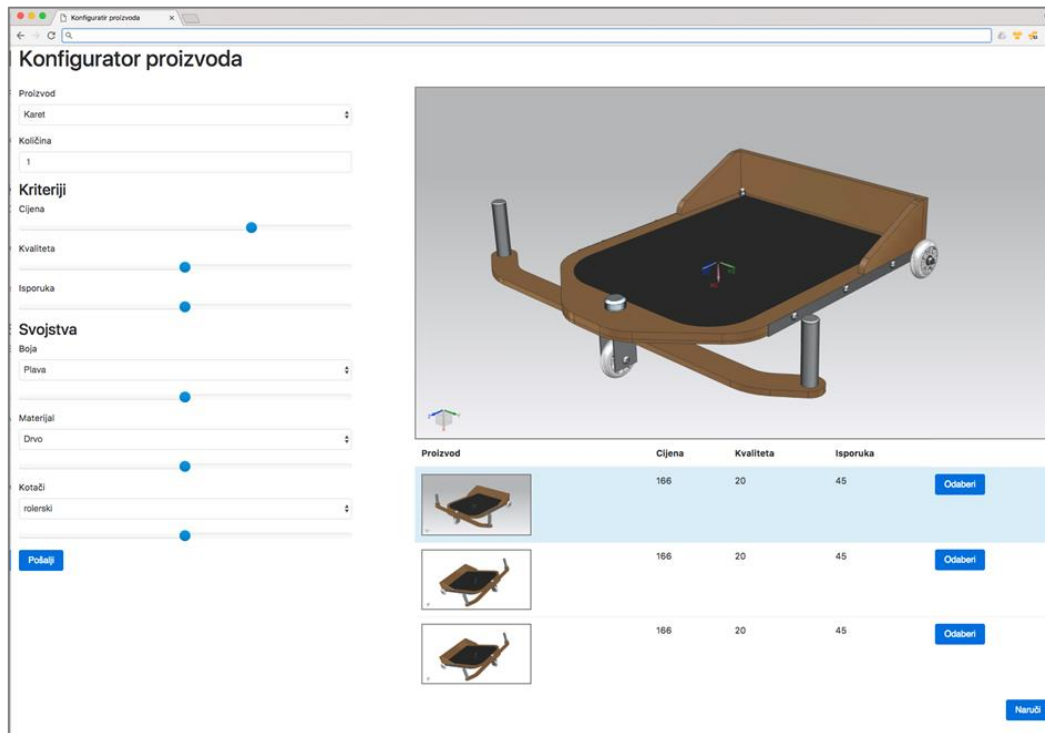 Konfiguratir proizvoda
Konfigurator proizvoda
Proizvod
Karet
Količina
1
Kriteriji
Cijena
Kvaliteta
Isporuka
Svojstva
Boja
Plava
Materijal
Drvo
Kotači
rolerski
Pošalji
Proizvod Cijena Kvaliteta Isporuka
166 20 45 Odaberi
166 20 45 Odaberi
166 20 45 Odaberi
Naruči